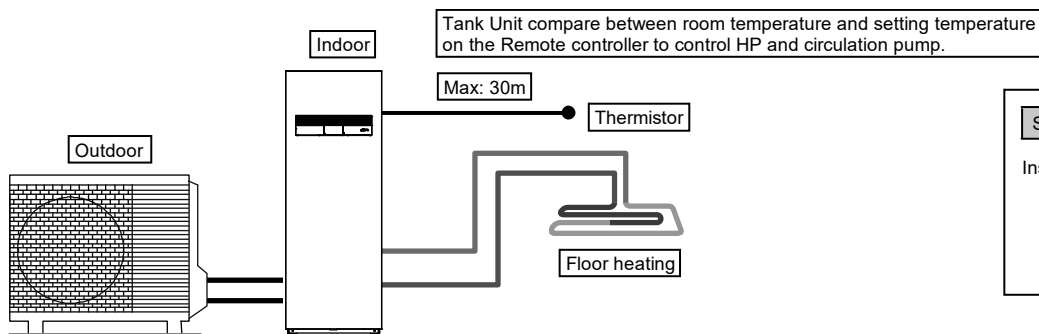 Tank Unit compare between room temperature and setting temperature
on the Remote controller to control HP and circulation pump.
Indoor
Max: 30m
Thermistor
Outdoor
Floor heating